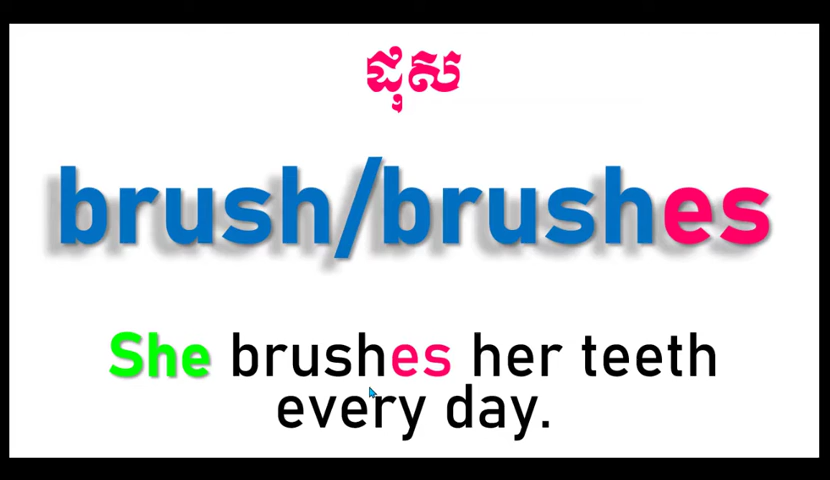 ដុស
brush/brushes
She brushes her teeth
every day.